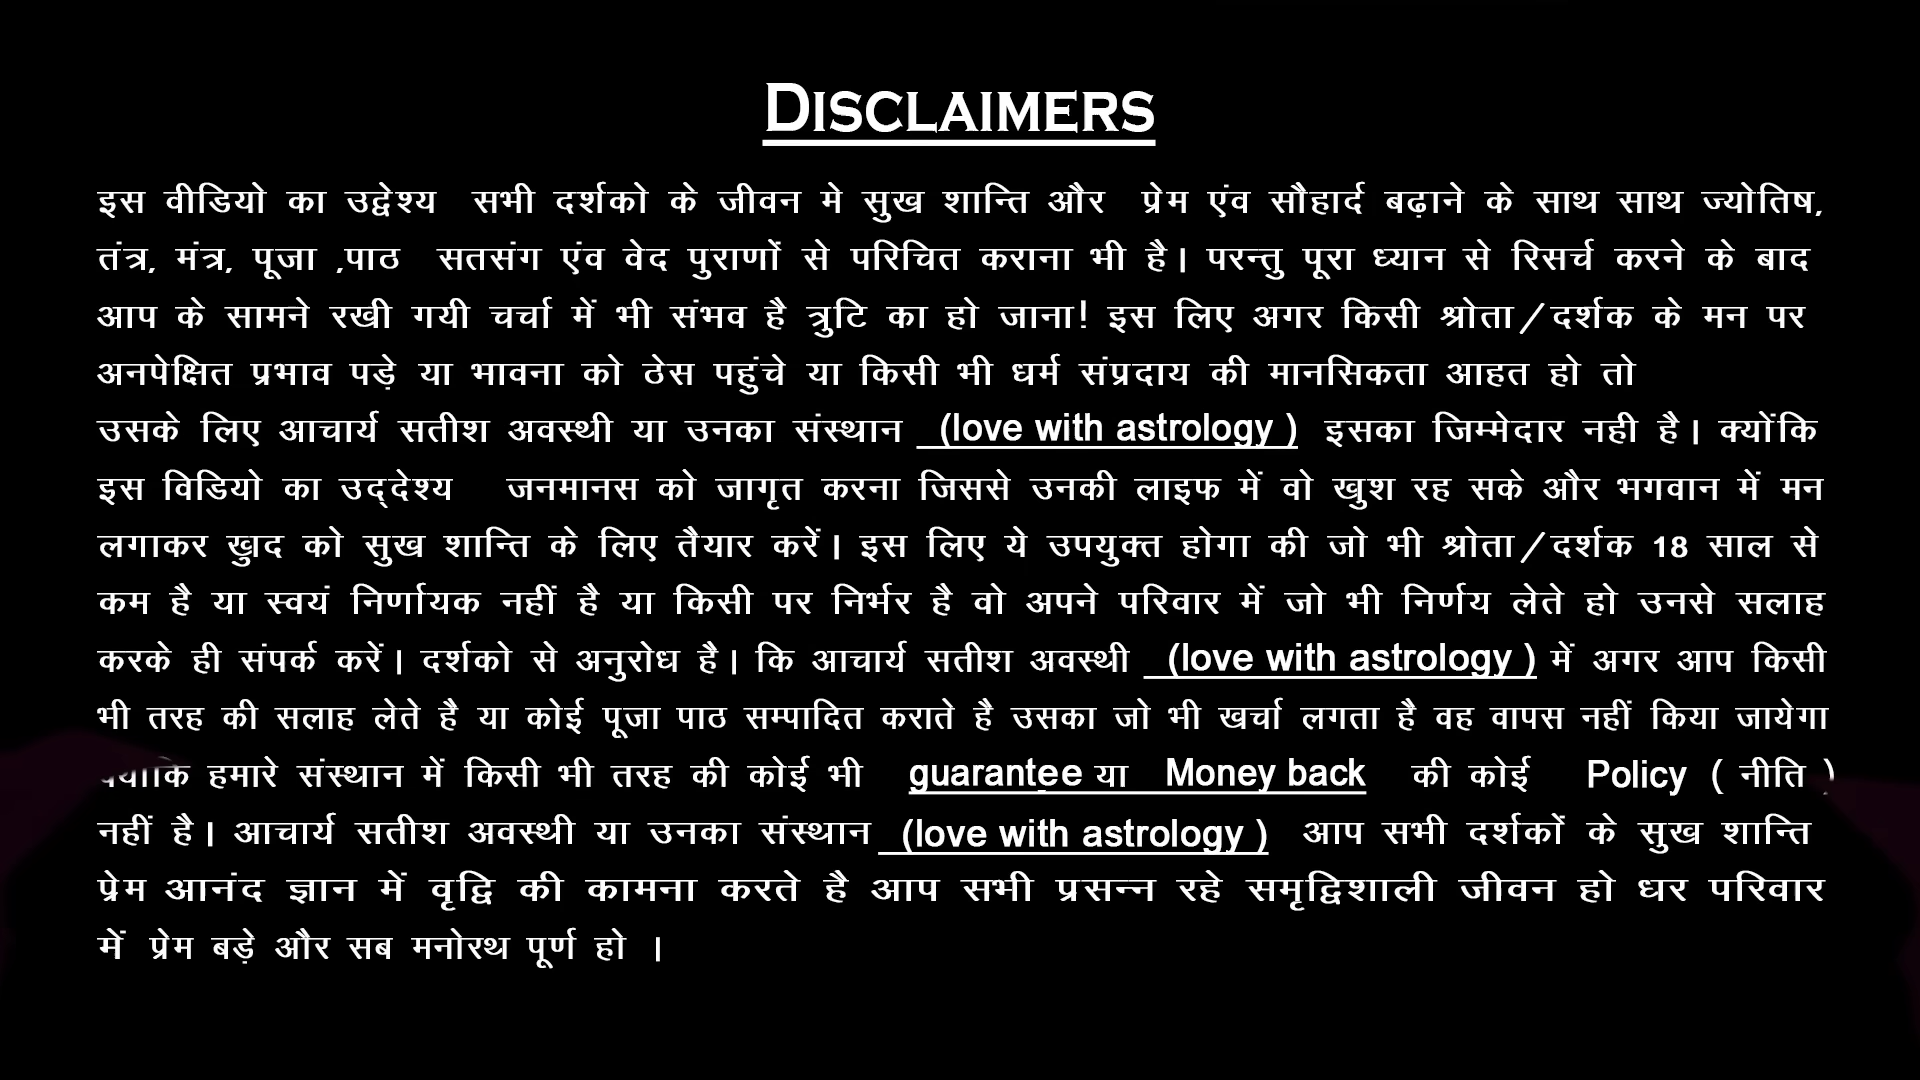 DISCLAIMERS
इस वीडियो का उद्वेश्य सभी दर्शको के जीवन मे सुख शान्ति और प्रेम एंव सौहार्द बढ़ाने के साथ साथ ज्योतिष,
तंत्र, मंत्र, पूजा ,पाठ सतसंग एंव वेद पुराणों से परिचित कराना भी है। परन्तु पूरा ध्यान से रिसर्च करने के बाद
आप के सामने रखी गयी चर्चा में भी संभव है त्रुटि का हो जाना! इस लिए अगर किसी श्रोता/दर्शक के मन पर
अनपेक्षित प्रभाव पड़े या भावना को ठेस पहुंचे या किसी भी धर्म संप्रदाय की मानसिकता आहत हो तो
उसके लिए आचार्य सतीश अवस्थी या उनका संस्थान (love with astrology ) इसका जिम्मेदार नही है। क्योंकि
इस विडियो का उद्देश्य जनमानस को जागृत करना जिससे उनकी लाइफ में वो खुश रह सके और भगवान में मन
लगाकर खुद को सुख शान्ति के लिए तैयार करें। इस लिए ये उपयुक्त होगा की जो भी श्रोता/दर्शक 18 साल से
कम है या स्वयं निर्णायक नहीं है या किसी पर निर्भर है वो अपने परिवार में जो भी निर्णय लेते हो उनसे सलाह
करके ही संपर्क करें। दर्शको से अनुरोध है। कि आचार्य सतीश अवस्थी (love with astrology ) में अगर आप किसी
भी तरह की सलाह लेते है या कोई पूजा पाठ सम्पादित कराते है उसका जो भी खर्चा लगता है वह वापस नहीं किया जायेगा
क्योंकि हमारे संस्थान में किसी भी तरह की कोई भी guarantee या Money back की कोई Policy ( नीति )
नहीं है। आचार्य सतीश अवस्थी या उनका संस्थान (love with astrology ) आप सभी दर्शकों के सुख शान्ति
प्रेम आनंद ज्ञान में वृद्वि की कामना करते है आप सभी प्रसन्न रहे समृद्विशाली जीवन हो धर परिवार
में प्रेम बड़े और सब मनोरथ पूर्ण हो ।